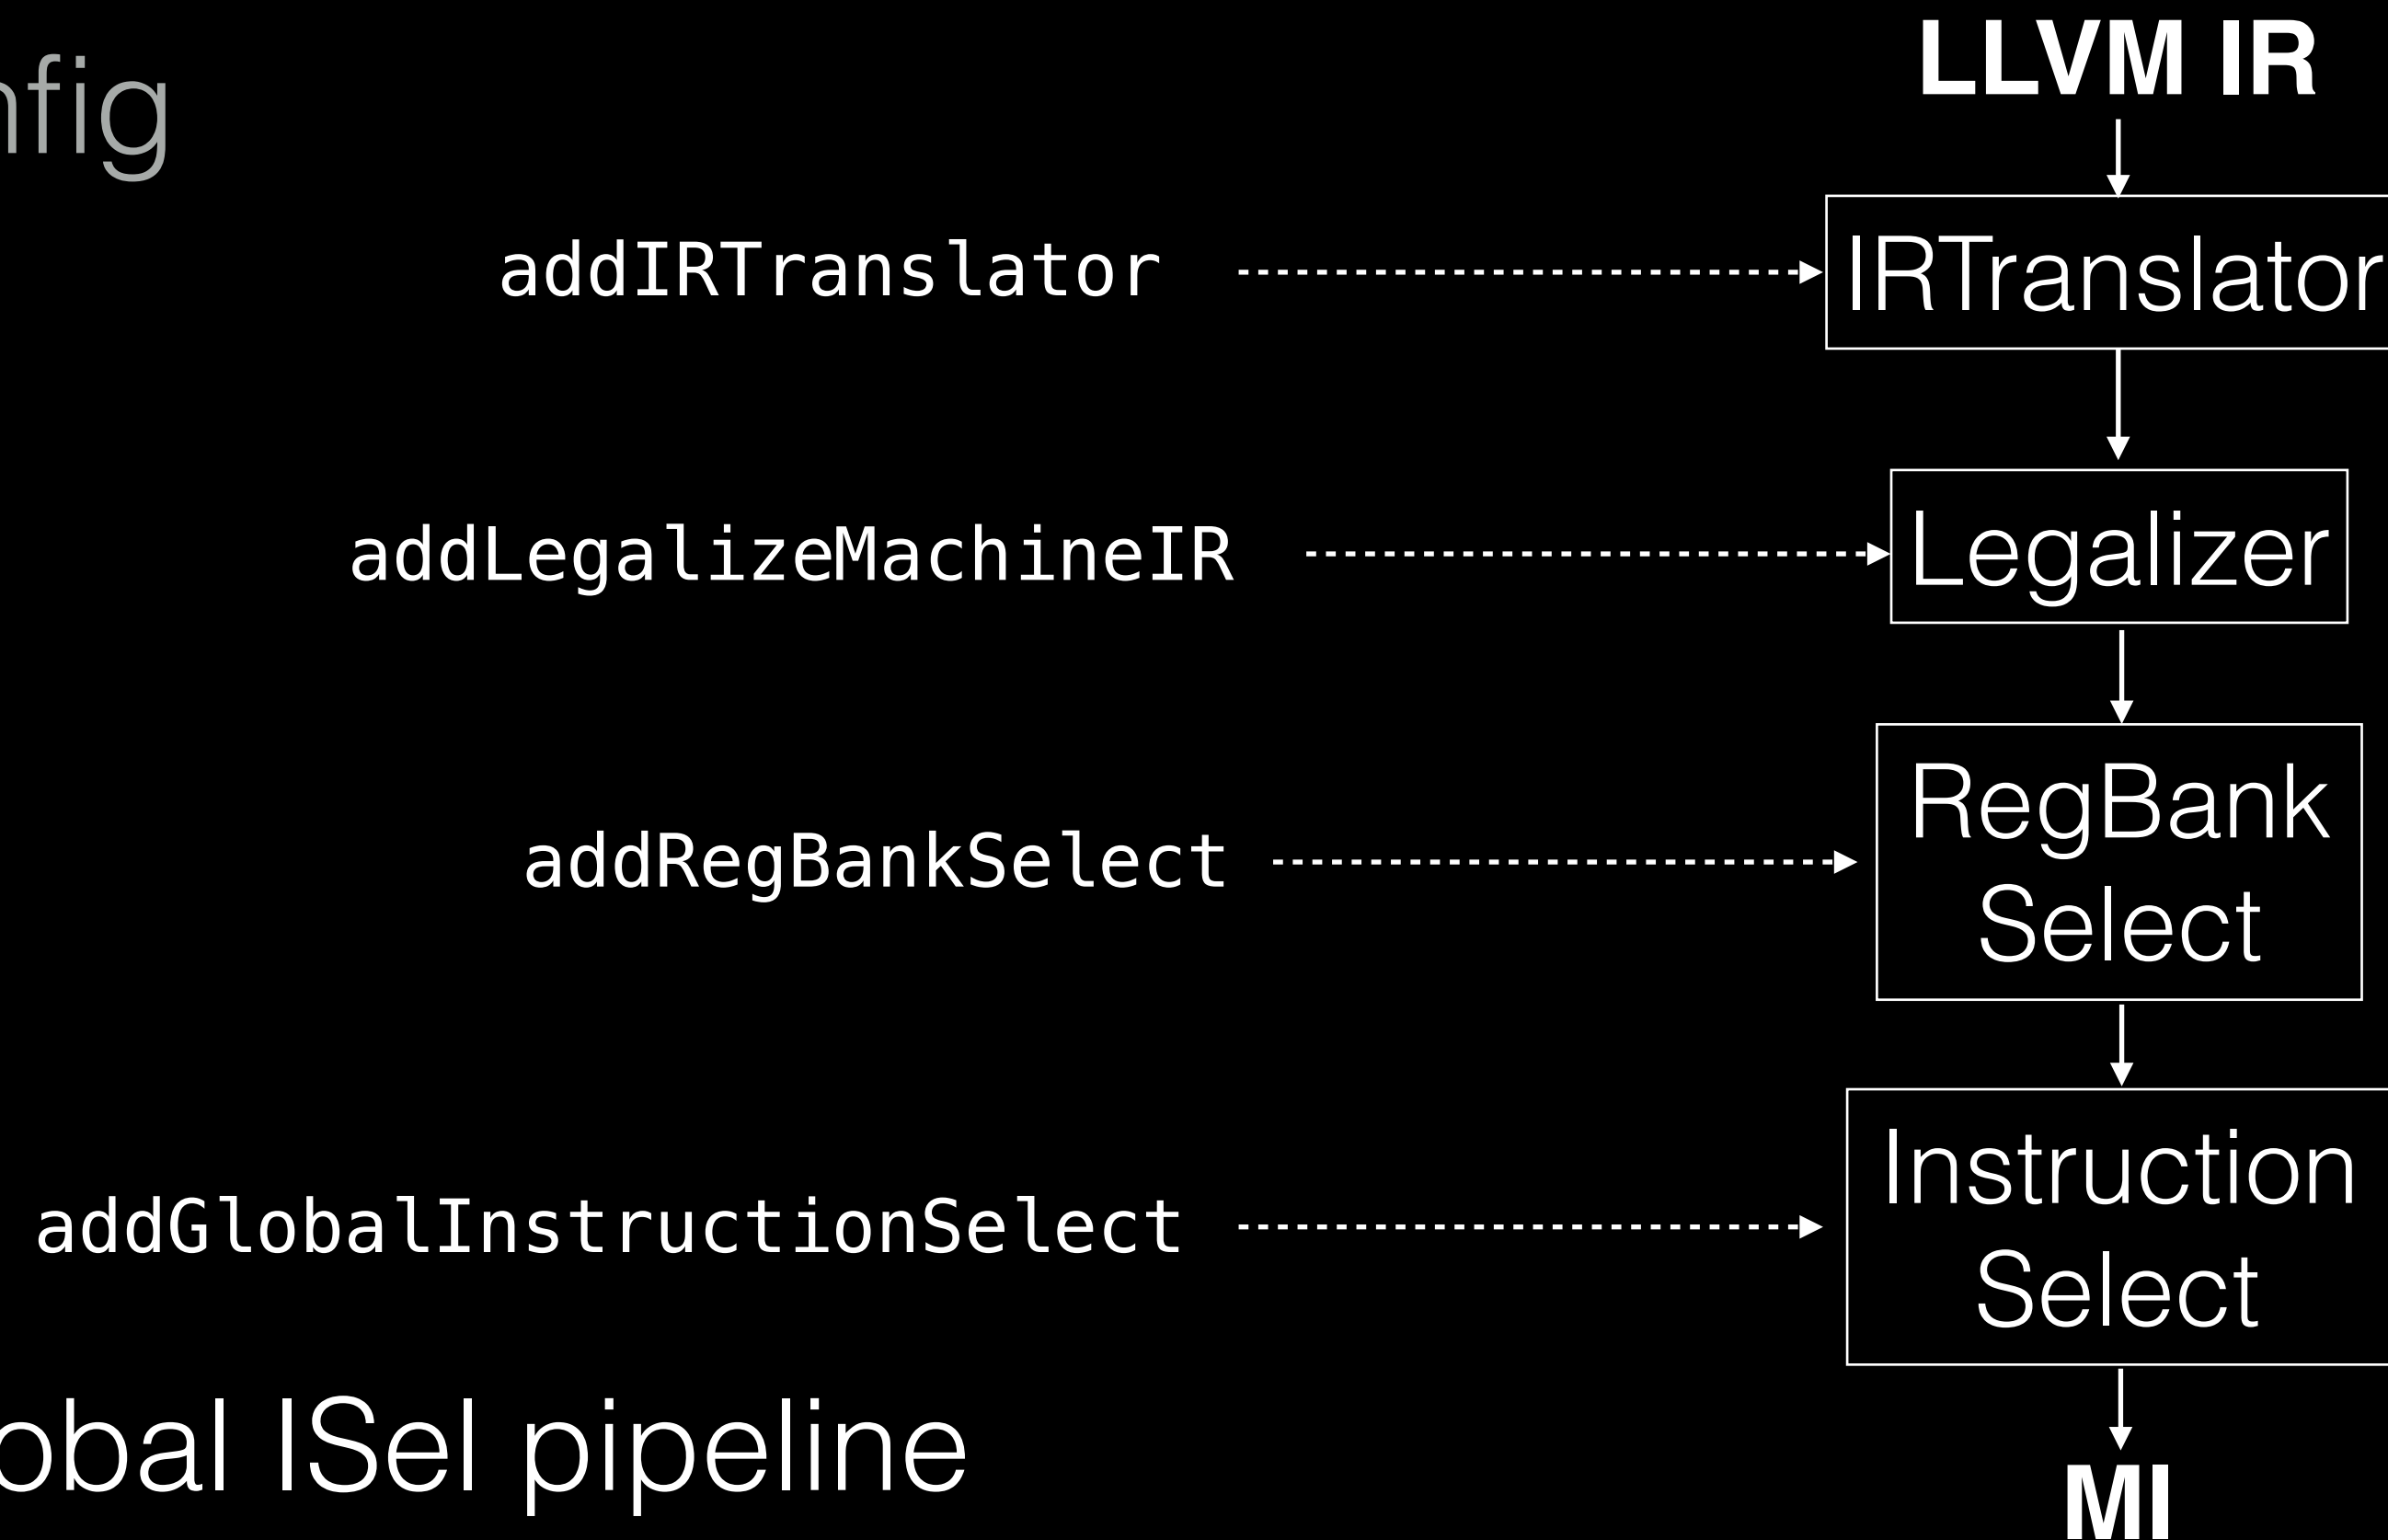 nfig
LLVM IR
addIRTranslator
IRTranslator
addLegalizeMachineIR
Legalizer
addRegBankSelect
RegBank
Select
addGlobalInstructionSelect
Instruction
Select
obal ISel pipeline
MI